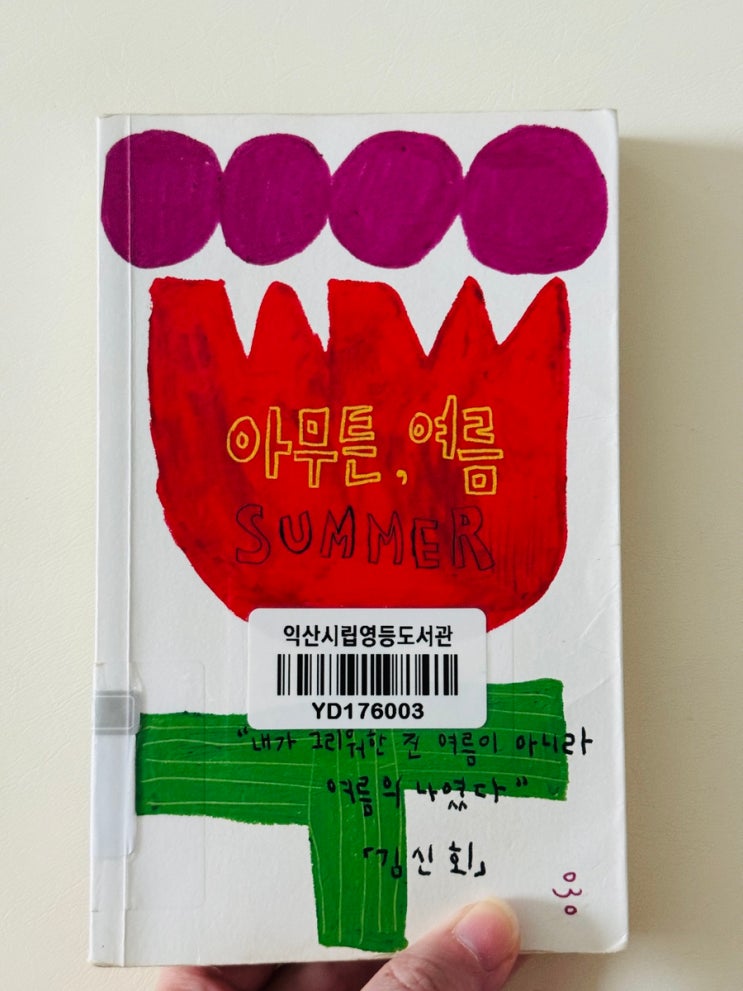 아무튼, 여름
SUMMER
익산시립영등도서관
YD176003
"내가 그리워한 건 여름이 아니라
여름의 나였다"
「김신회」
030